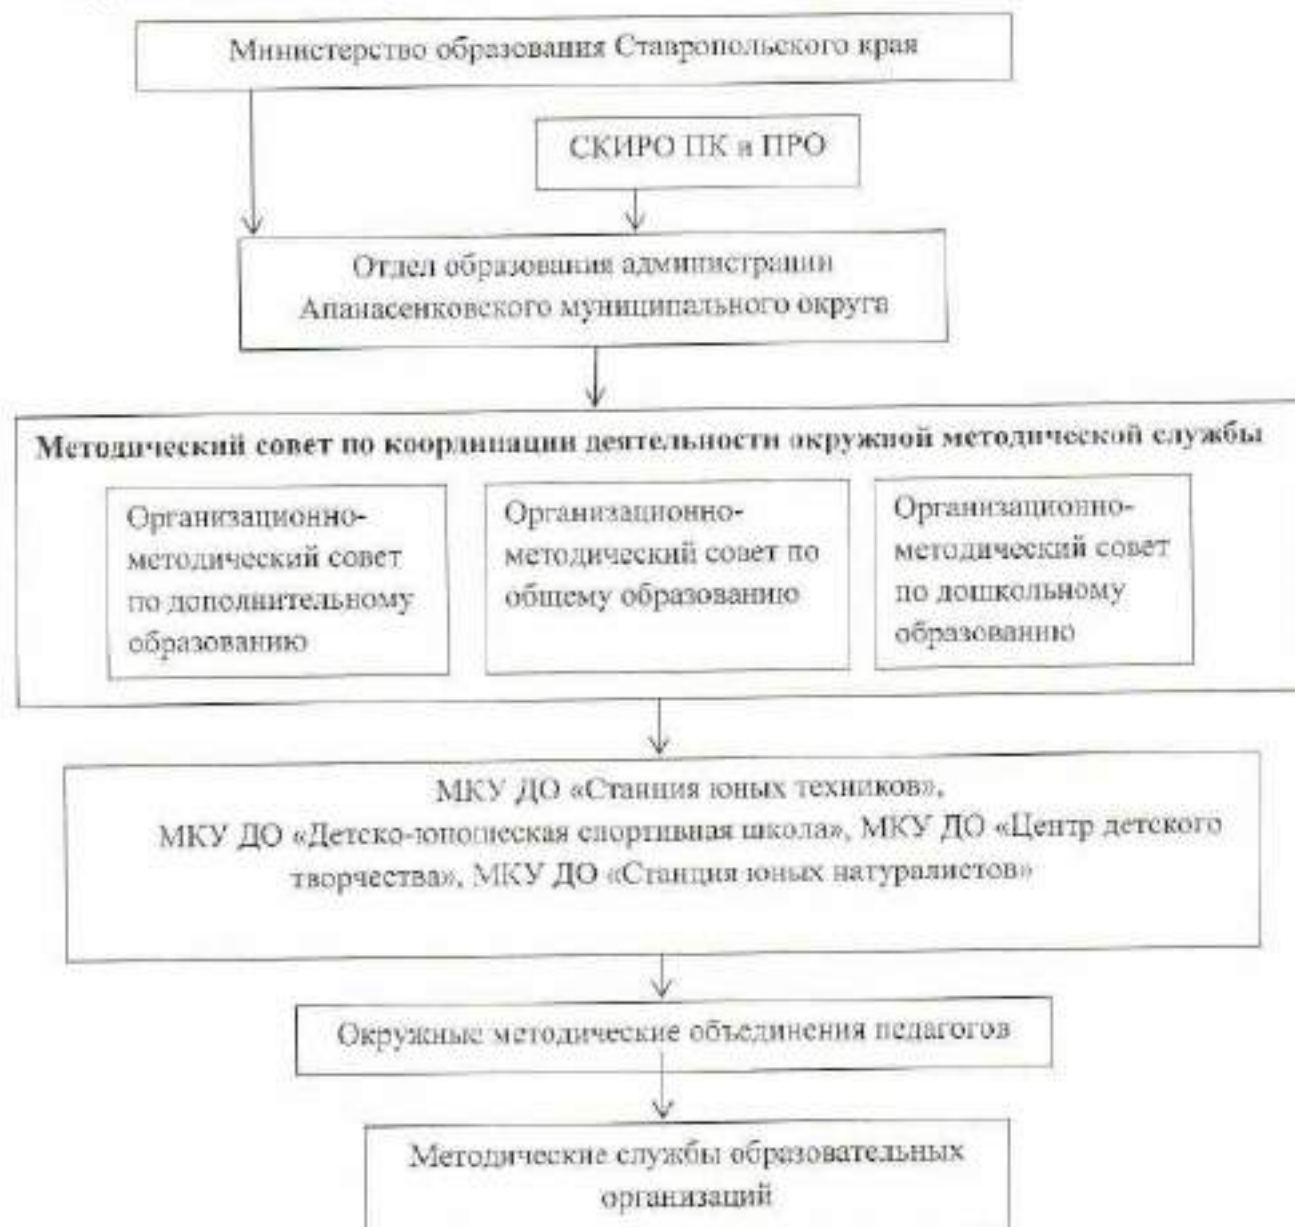 Министерство образования Ставропольского края
СКИРО ПК и ПРО
Отдел образования администрации
Апанасенковского муниципального округа
Методический совет по координации деятельности окружной методической службы
Организационно-
методический совет
по дополнительному
образованию
Организационно-
методический совет по
общему образованию
Организационно-
методический совет
по дошкольному
образованию
МКУ ДО «Станция юных техников»,
МКУ ДО «Детско-юношеская спортивная школа», МКУ ДО «Центр детского
творчества», МКУ ДО «Станция юных натуралистов»
Окружные методические объединения педагогов
Методические службы образовательных
организаций